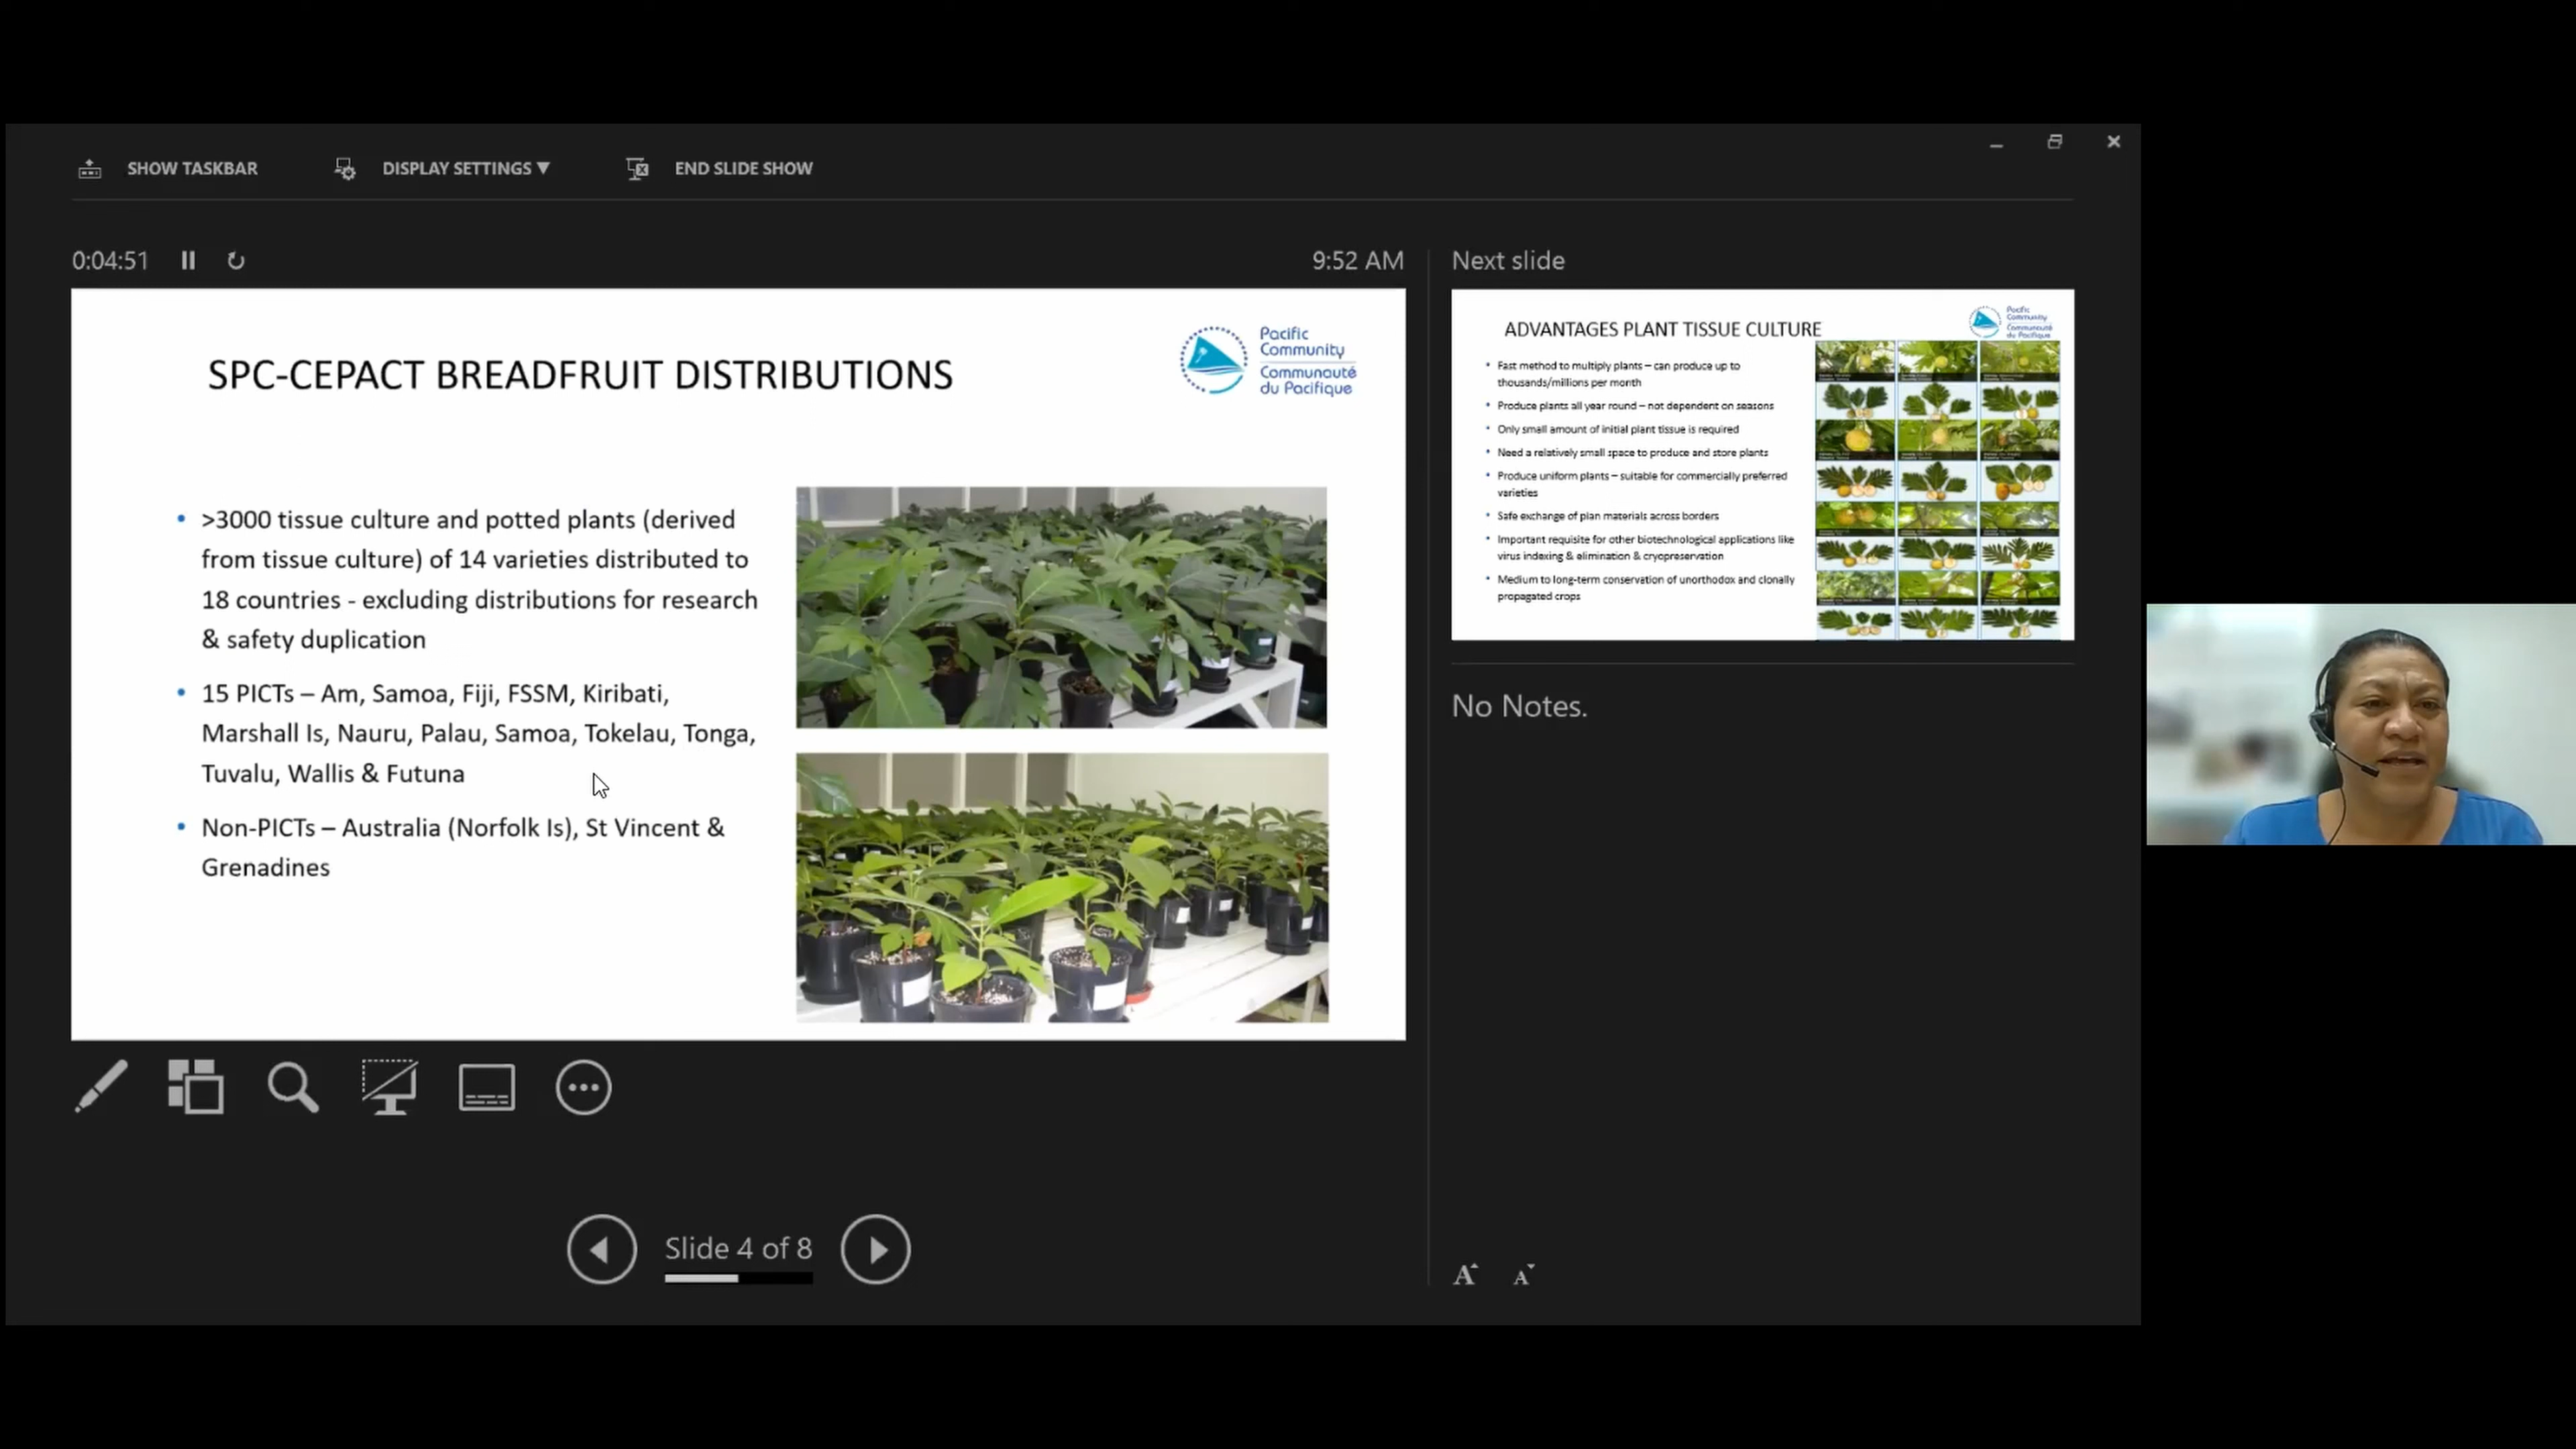 SHOW TASKBAR
DISPLAY SETTINGS ▼
END SLIDE SHOW
0:04:51
9:52 AM
SPC-CEPACT BREADFRUIT DISTRIBUTIONS
Pacific
Community
Communauté
du Pacifique
• >3000 tissue culture and potted plants (derived
from tissue culture) of 14 varieties distributed to
18 countries - excluding distributions for research
& safety duplication
• 15 PICTs – Am, Samoa, Fiji, FSSM, Kiribati,
Marshall Is, Nauru, Palau, Samoa, Tokelau, Tonga,
Tuvalu, Wallis & Futuna
• Non-PICTs – Australia (Norfolk Is), St Vincent &
Grenadines
Slide 4 of 8
Next slide
ADVANTAGES PLANT TISSUE CULTURE
Pacific
Community
Communauté
du Pacifique
• Fast method to multiply plants – can produce up to
thousands/millions per month
• Produce plants all year round – not dependent on seasons
• Only small amount of initial plant tissue is required
• Need a relatively small space to produce and store plants
• Produce uniform plants – suitable for commercially preferred
varieties
• Safe exchange of plan materials across borders
• Important requisite for other biotechnological applications like
virus indexing & elimination & cryopreservation
• Medium to long-term conservation of unorthodox and clonally
propagated crops
No Notes.
A A